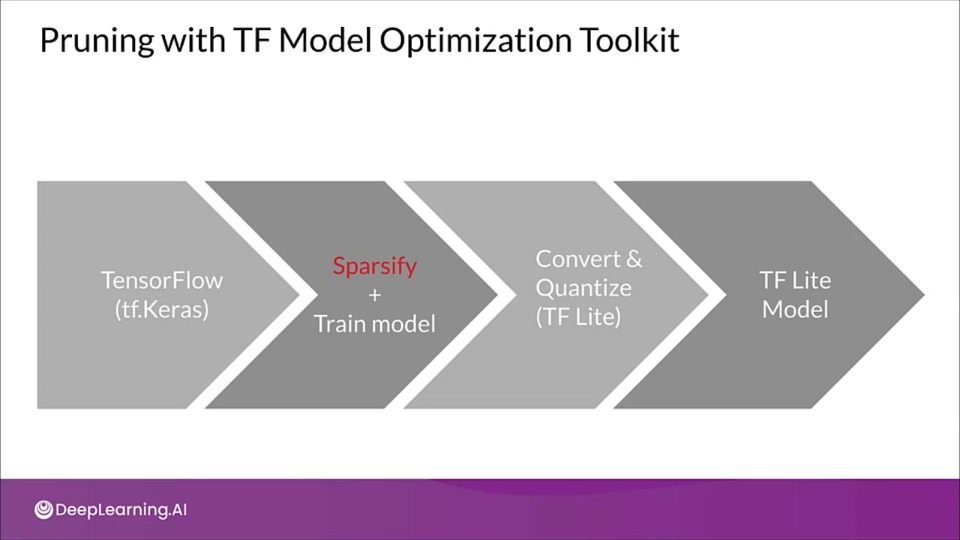 Pruning with TF Model Optimization Toolkit
TensorFlow
(tf.Keras)
Sparsify
+
Train model
Convert &
Quantize
(TF Lite)
TF Lite
Model
DeepLearning.AI